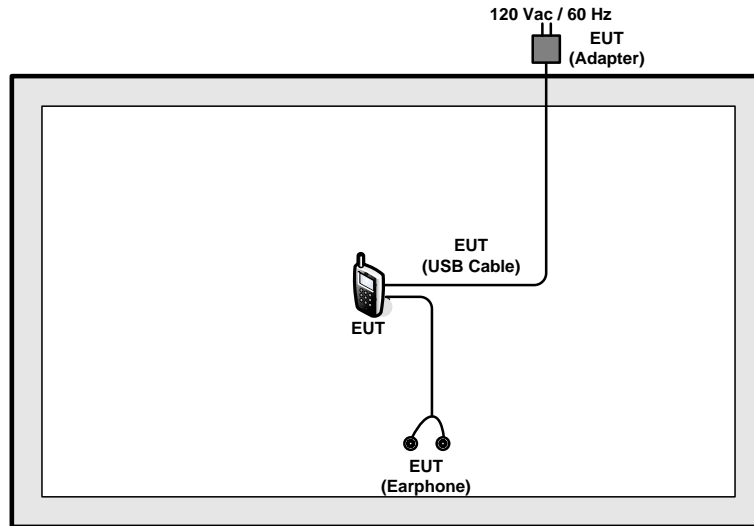 120 Vac / 60 Hz
EUT
(Adapter)
EUT
(USB Cable)
EUT
EUT
(Earphone)